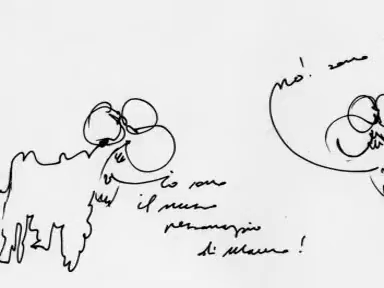 no! sono
io sono
il nuovo
personaggio
di Mauro!